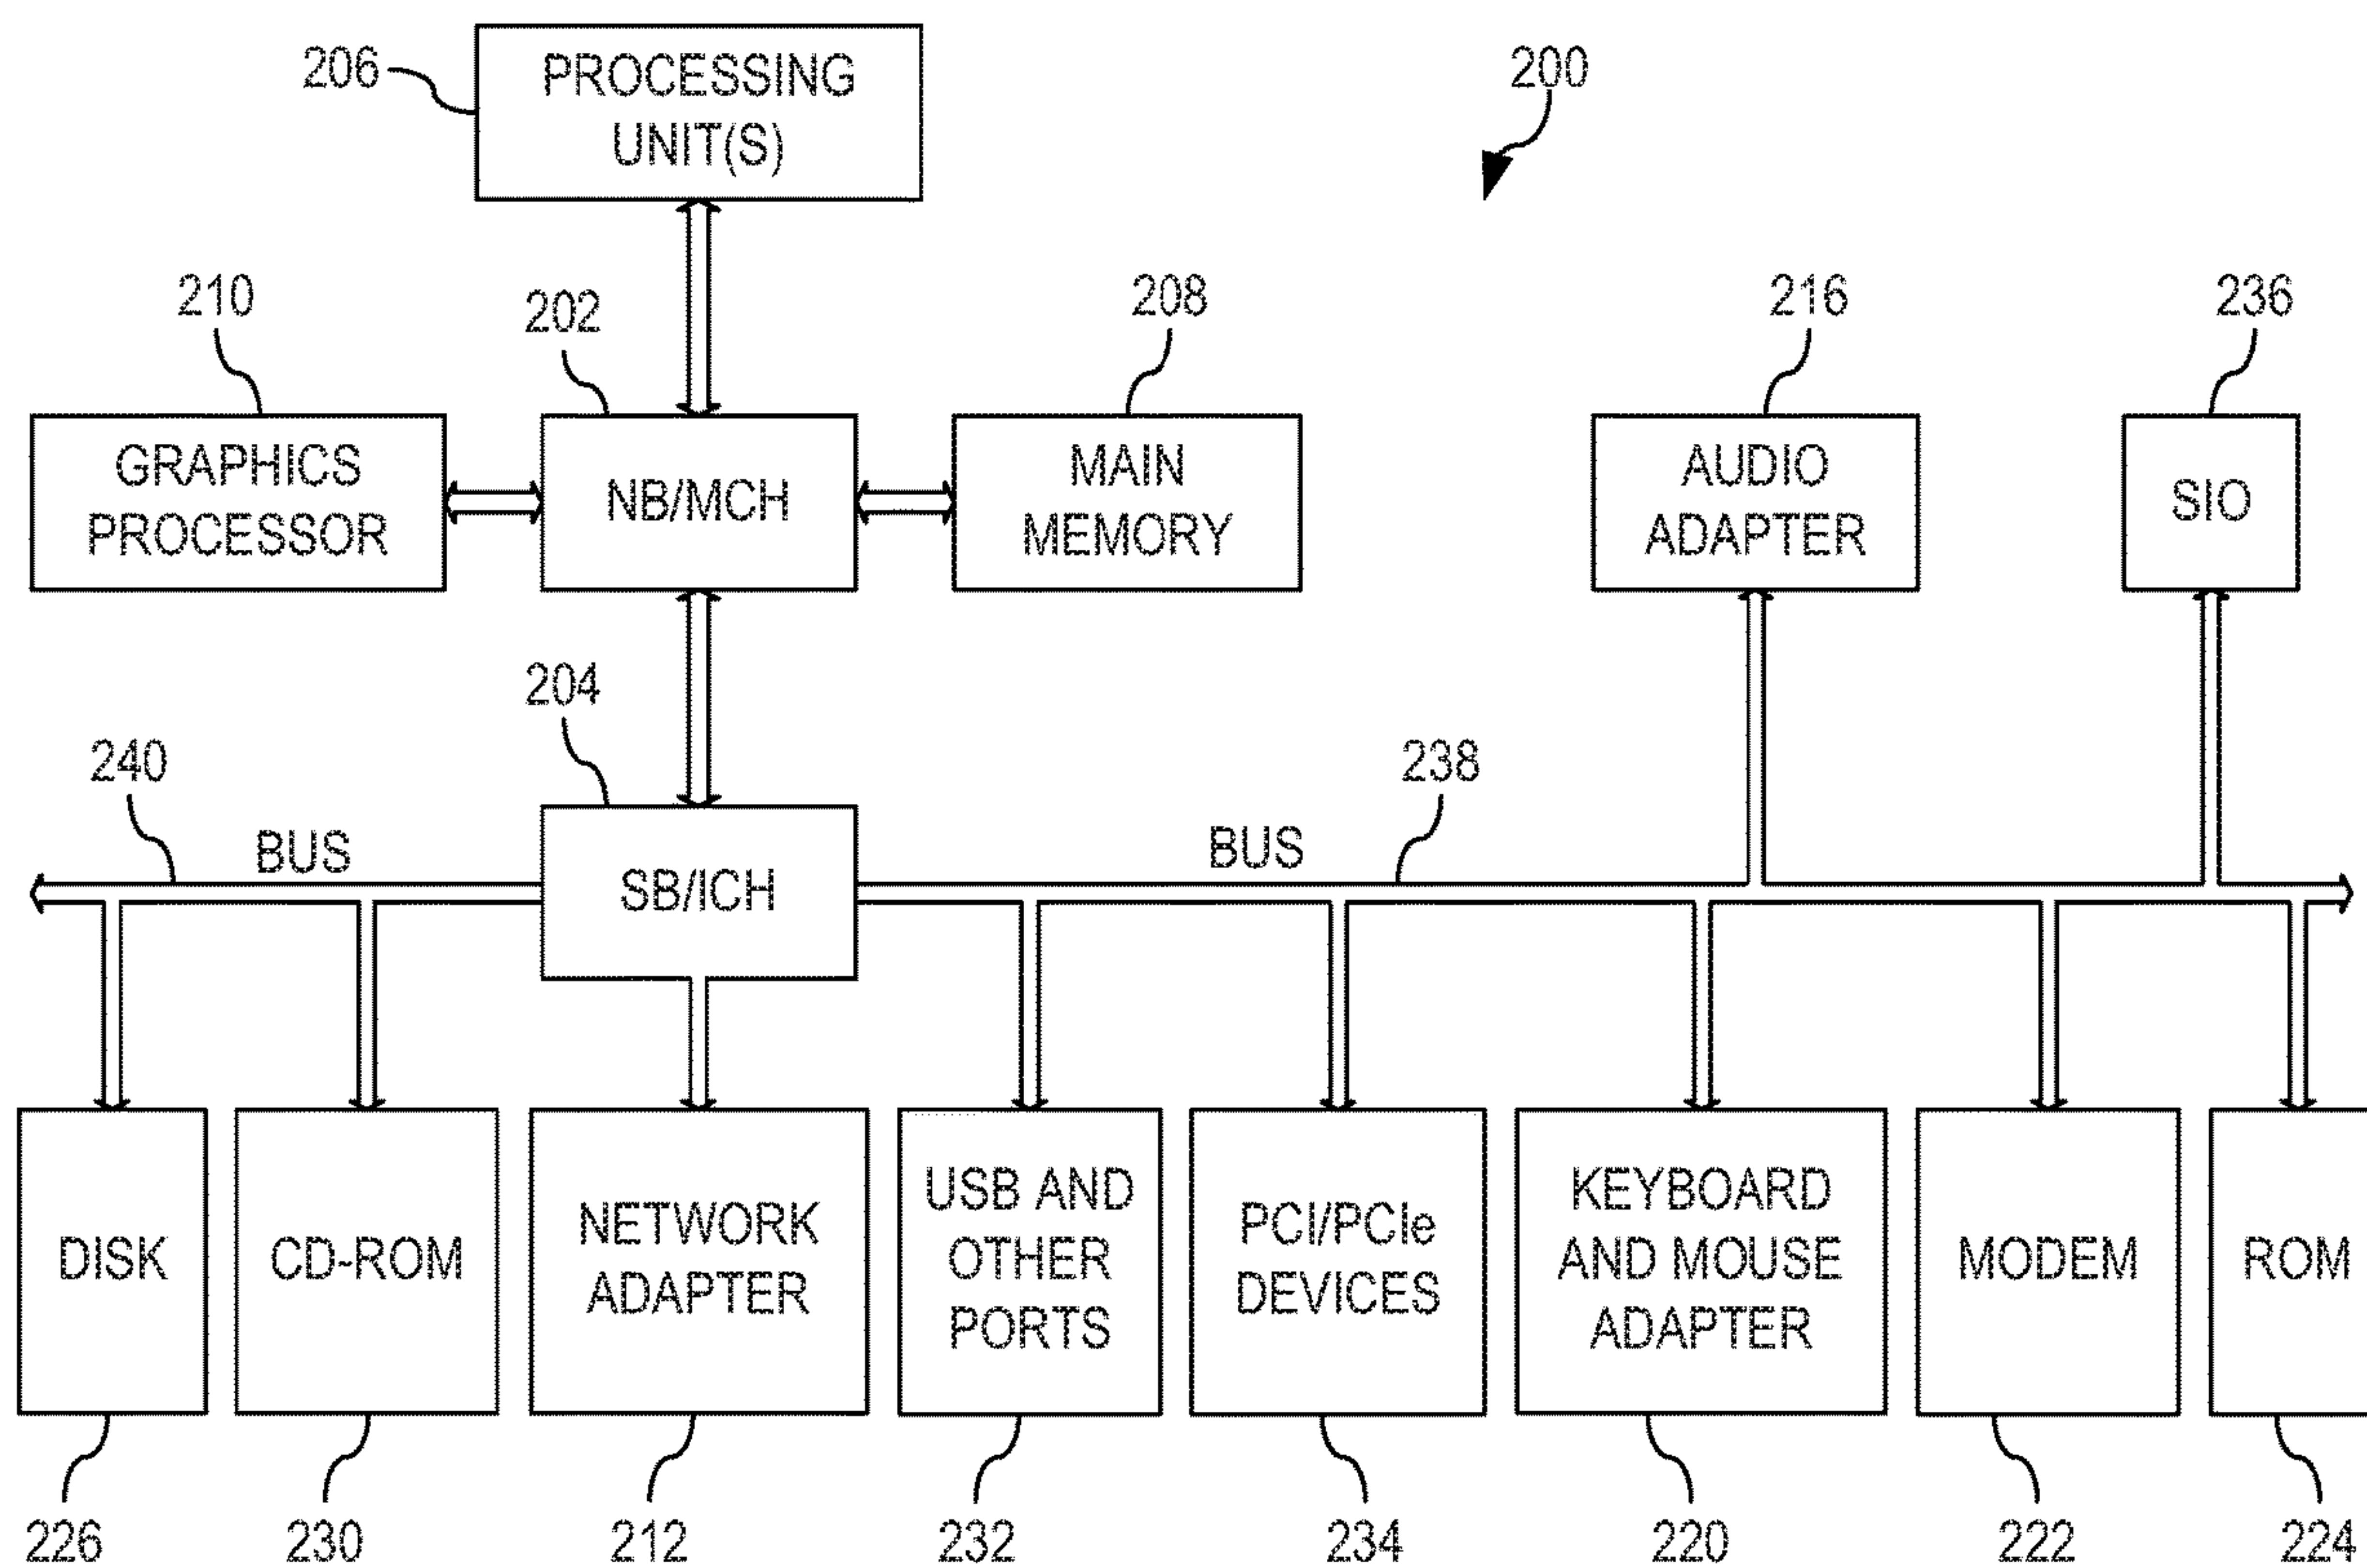 206
PROCESSING
UNIT(S)
200
210
202
208
216
236
GRAPHICS
PROCESSOR
NB/MCH
MAIN
MEMORY
AUDIO
ADAPTER
SIO
204
240
238
BUS
BUS
SB/ICH
DISK
CD-ROM
NETWORK
ADAPTER
USB AND
OTHER
PORTS
PCI/PCIe
DEVICES
KEYBOARD
AND MOUSE
ADAPTER
MODEM
ROM
226
230
212
232
234
220
222
224